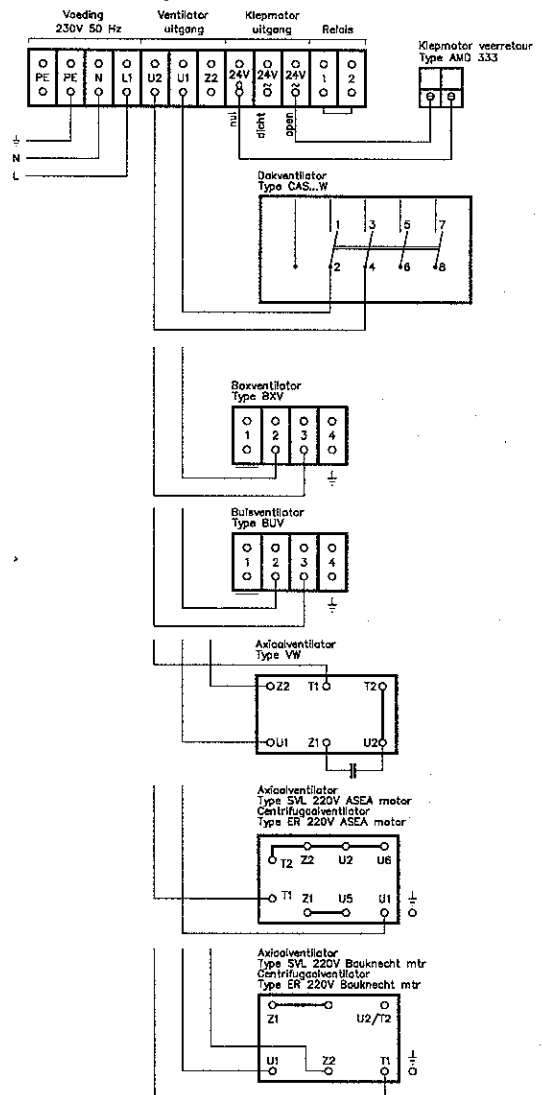 Voeding
230V 50 Hz
Ventilator
uitgang
Klepmotor
uitgang
Relais
PE PE N L1 U2 U1 Z2 24V 0 24V ~ 24V ~ 1 2
nul
dicht
open
Klepmotor veerretour
Type AMD 333
N
L
Dakventilator
Type CAS...W
1 3 5 7
2 4 6 8
Boxventilator
Type BXV
1 2 3 4
Buisventilator
Type BUV
1 2 3 4
Axiaalventilator
Type VW
Z2 T1 T2
U1 Z1 U2
Axiaalventilator
Type SVL 220V ASEA motor
Centrifugaalventilator
Type ER 220V ASEA motor
T2 Z2 U2 U6
T1 Z1 U5 U1
Axiaalventilator
Type SVL 220V Bauknecht mtr
Centrifugaalventilator
Type ER 220V Bauknecht mtr
Z1 U2/T2
U1 Z2 T1